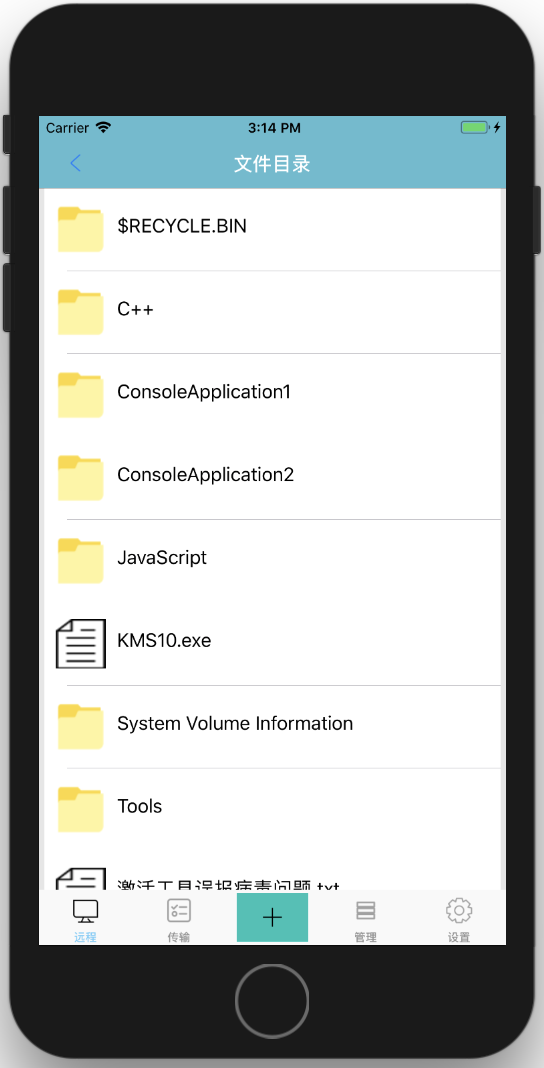 Carrier
3:14 PM
文件目录
$RECYCLE.BIN
C++
ConsoleApplication1
ConsoleApplication2
JavaScript
KMS10.exe
System Volume Information
Tools
激活工具误报病毒问题.txt
远程
传输
管理
设置